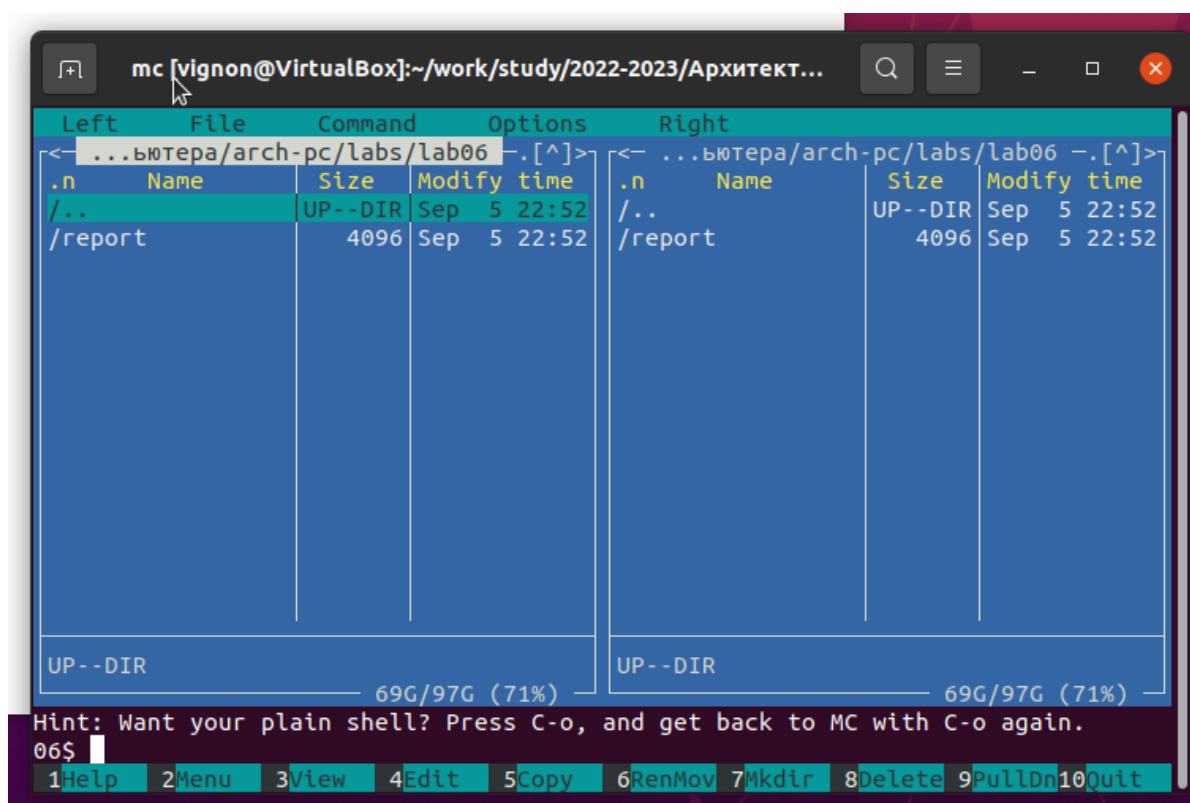 mc [vignon@VirtualBox]:~/work/study/2022-2023/Архитект...
Left File Command Options Right
<─ ...ьютера/arch-pc/labs/lab06 ─.[^]>
.n Name Size Modify time
/.. UP--DIR Sep 5 22:52
/report 4096 Sep 5 22:52
UP--DIR
69G/97G (71%)
<─ ...ьютера/arch-pc/labs/lab06 ─.[^]>
.n Name Size Modify time
/.. UP--DIR Sep 5 22:52
/report 4096 Sep 5 22:52
UP--DIR
69G/97G (71%)
Hint: Want your plain shell? Press C-o, and get back to MC with C-o again.
06$
1Help 2Menu 3View 4Edit 5Copy 6RenMov 7Mkdir 8Delete 9PullDn 10Quit